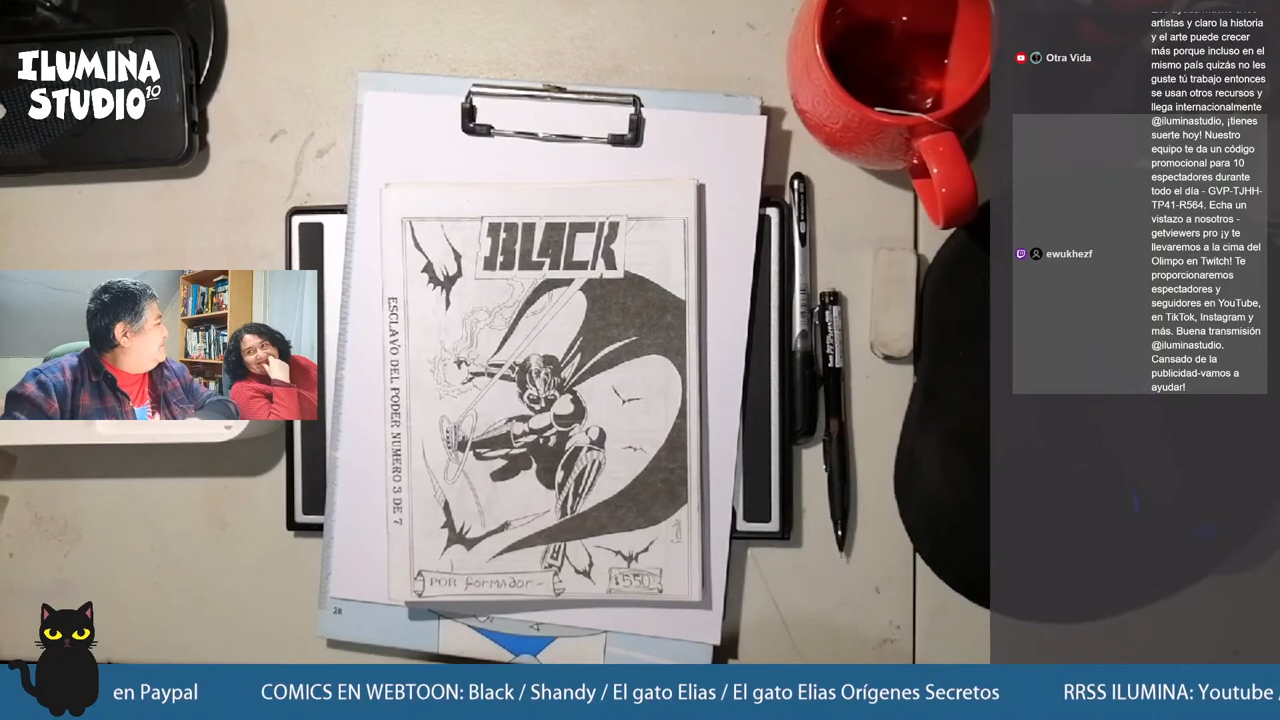 ILUMINA
STUDIO 10
BLACK
ESCLAVO DEL PODER NUMERO 3 DE 7
POR FORMADOR-
$550
28
Otra Vida
artistas y claro la historia
y el arte puede crecer
más porque incluso en el
mismo país quizás no les
guste tú trabajo entonces
se usan otros recursos y
llega internacionalmente
ewukhezf
@iluminastudio, ¡tienes
suerte hoy! Nuestro
equipo te da un código
promocional para 10
espectadores durante
todo el día - GVP-TJHH-
TP41-R564. Echa un
vistazo a nosotros -
getviewers pro ¡y te
llevaremos a la cima del
Olimpo en Twitch! Te
proporcionaremos
espectadores y
seguidores en YouTube,
en TikTok, Instagram y
más. Buena transmisión
@iluminastudio.
Cansado de la
publicidad-vamos a
ayudar!
en Paypal
COMICS EN WEBTOON: Black / Shandy / El gato Elias / El gato Elias Orígenes Secretos
RRSS ILUMINA: Youtube